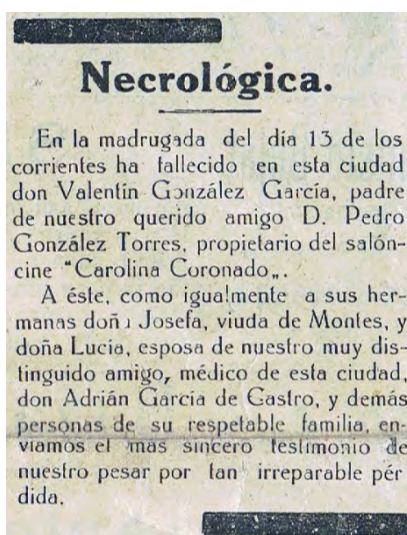 Necrológica.
En la madrugada del día 13 de los
corrientes ha fallecido en esta ciudad
don Valentín González García, padre
de nuestro querido amigo D. Pedro
González Torres, propietario del salón-
cine "Carolina Coronado„.
A éste, como igualmente a sus her-
manas doña Josefa, viuda de Montes, y
doña Lucia, esposa de nuestro muy dis-
tinguido amigo, médico de esta ciudad,
don Adrián García de Castro, y demás
personas de su respetable familia, en-
viamos el mas sincero testimonio de
nuestro pesar por tan irreparable pér
dida.